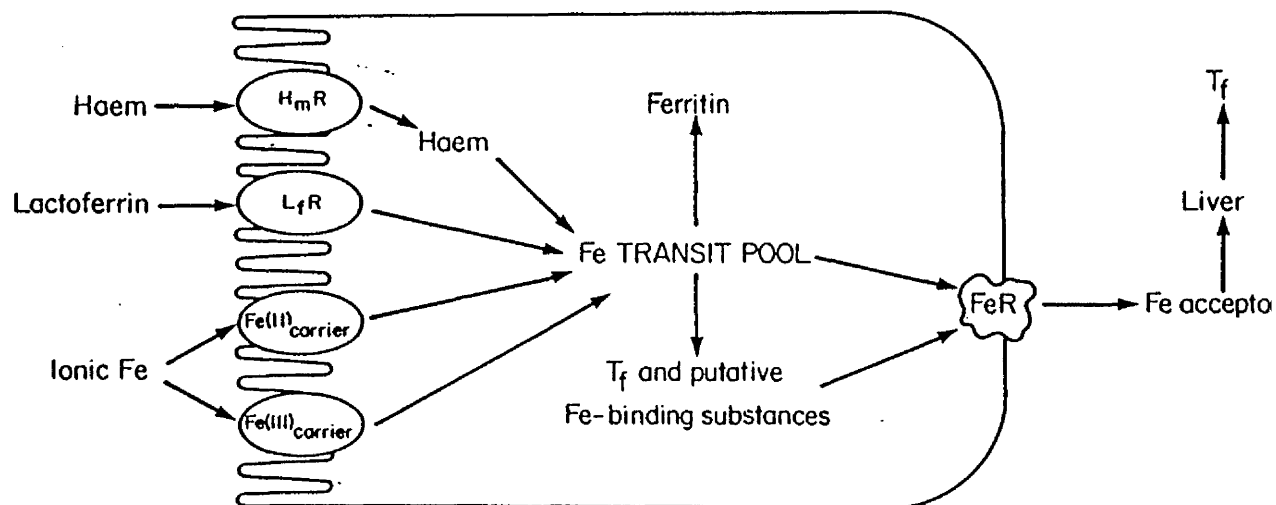 Haem
HmR
Haem
Ferritin
Tf
Lactoferrin
LfR
Liver
Fe TRANSIT POOL
FeR
Fe accepto
Ionic Fe
Fe(II)carrier
Fe(III)carrier
Tf and putative
Fe-binding substances